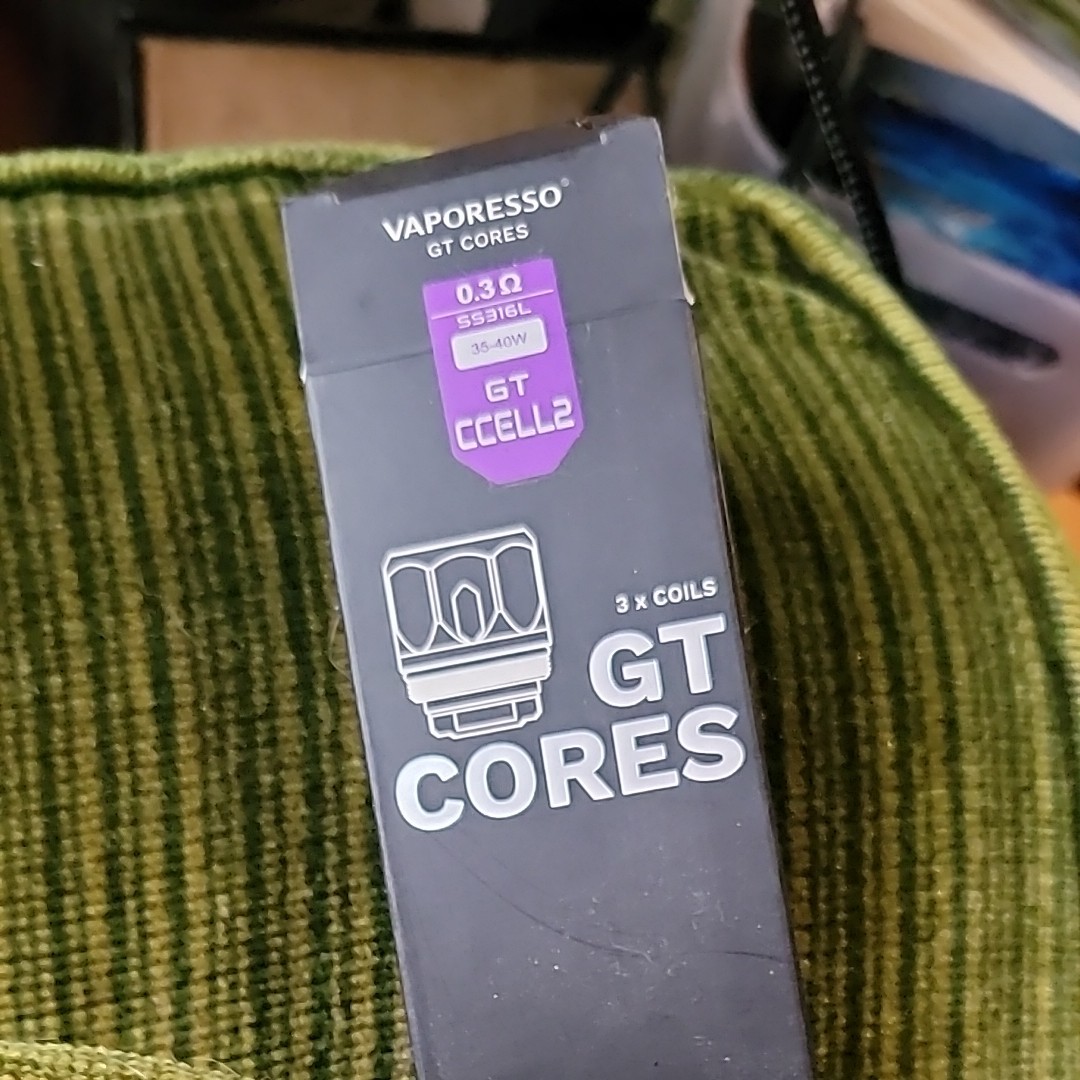 VAPORESSO®
GT CORES
0.3Ω
SS316L
35-40W
GT
CCELL2
3 x COILS
GT
CORES